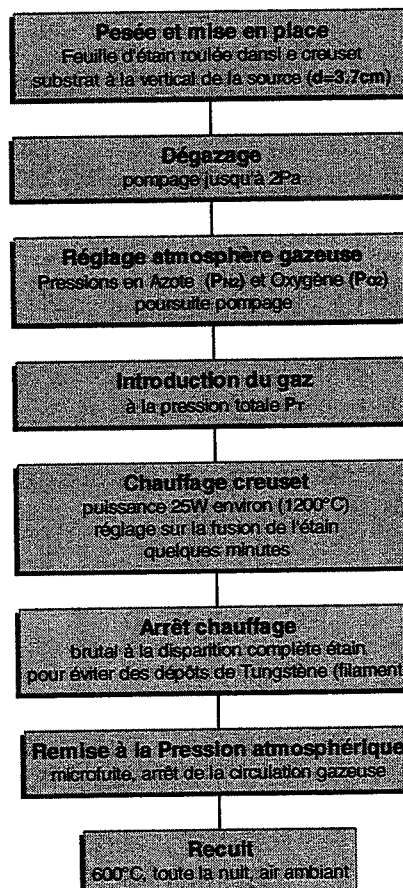 Pesée et mise en place
Feuille d'étain roulée dansl e creuset
substrat à la vertical de la source (d=3.7cm)
Dégazage
pompage jusqu'à 2Pa
Réglage atmosphère gazeuse
Pressions en Azote (PN2) et Oxygène (PO2)
poursuite pompage
Introduction du gaz
à la pression totale PT
Chauffage creuset
puissance 25W environ (1200°C)
réglage sur la fusion de l'étain
quelques minutes
Arrêt chauffage
brutal à la disparition complète étain
pour éviter des dépôts de Tungstène (filament
Remise à la Pression atmosphérique
microfuite, arrêt de la circulation gazeuse
Recuit
600°C, toute la nuit, air ambiant